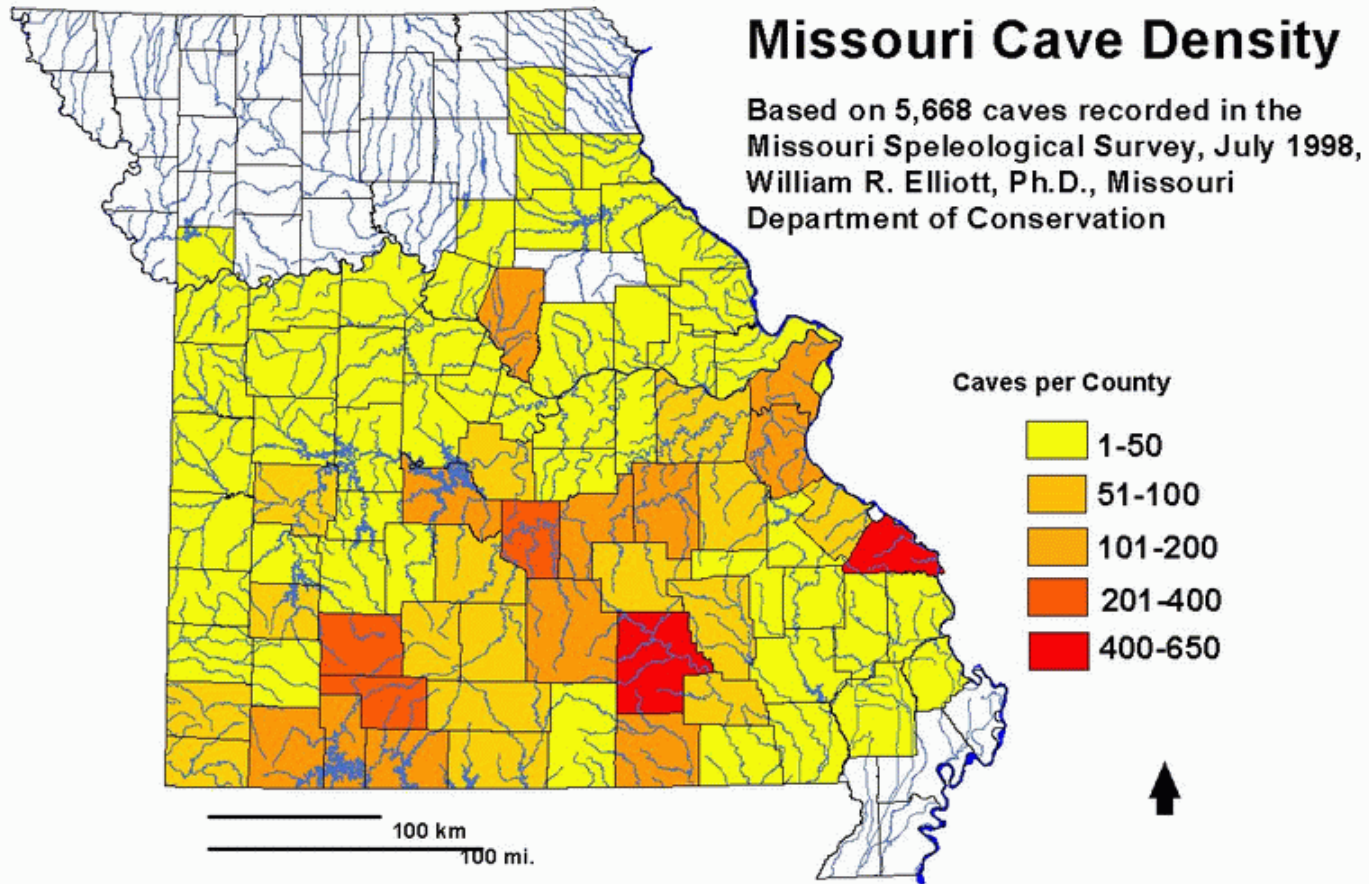 Missouri Cave Density
Based on 5,668 caves recorded in the
Missouri Speleological Survey, July 1998,
William R. Elliott, Ph.D., Missouri
Department of Conservation
Caves per County
1-50
51-100
101-200
201-400
400-650
100 km
100 mi.